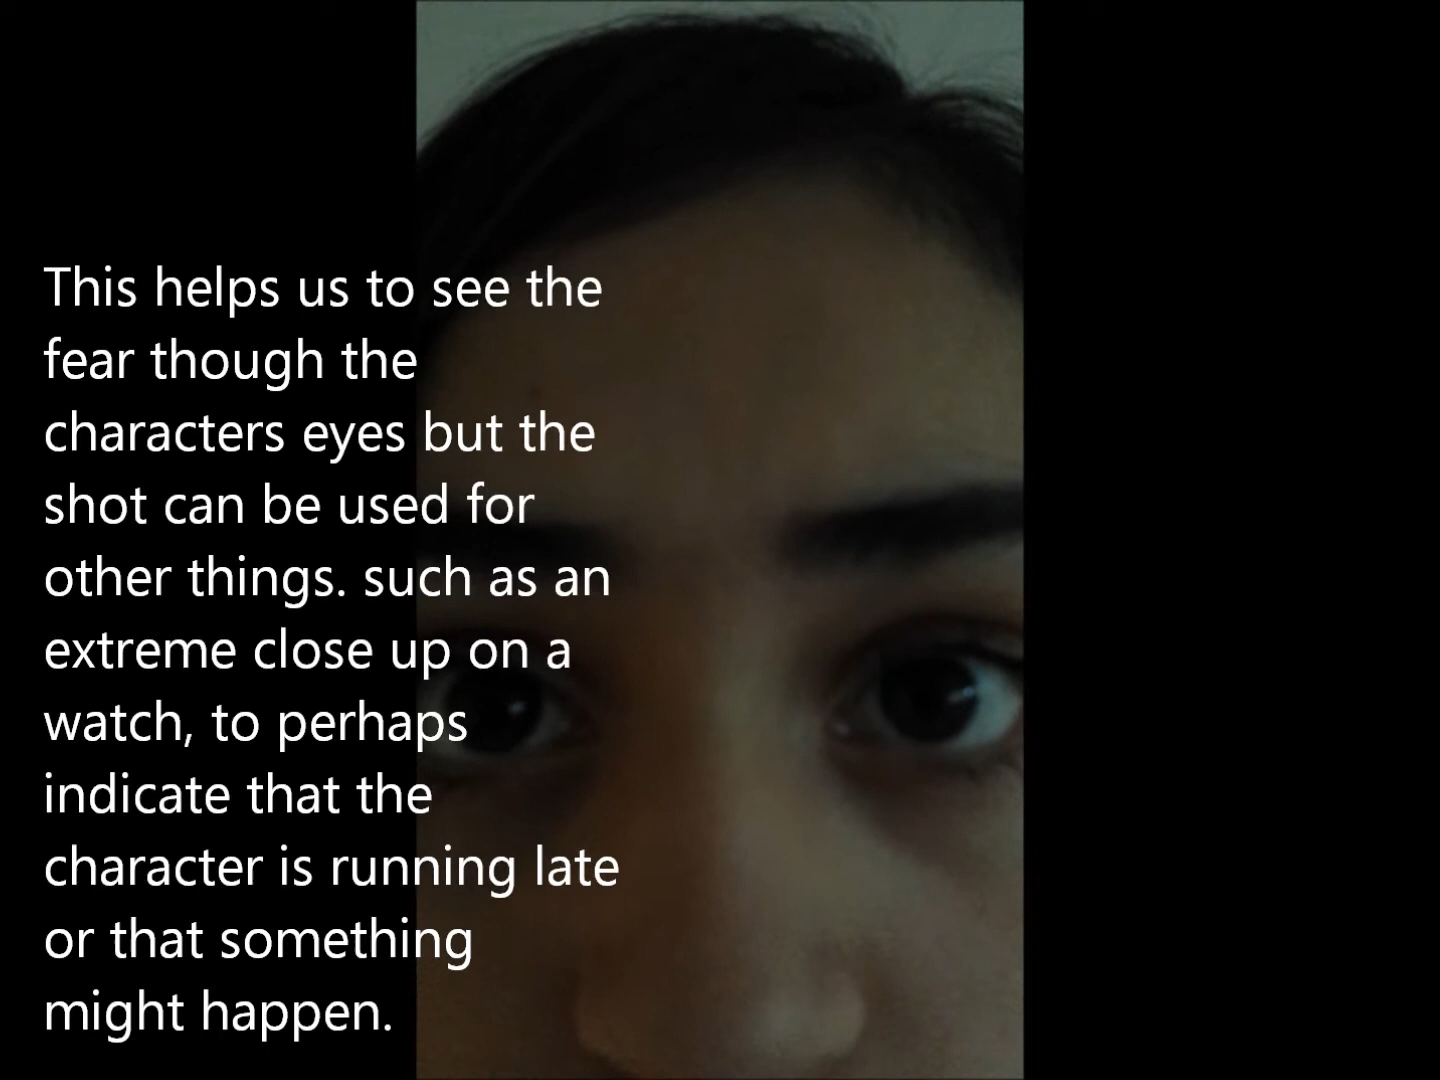 This helps us to see the
fear though the
characters eyes but the
shot can be used for
other things. such as an
extreme close up on a
watch, to perhaps
indicate that the
character is running late
or that something
might happen.